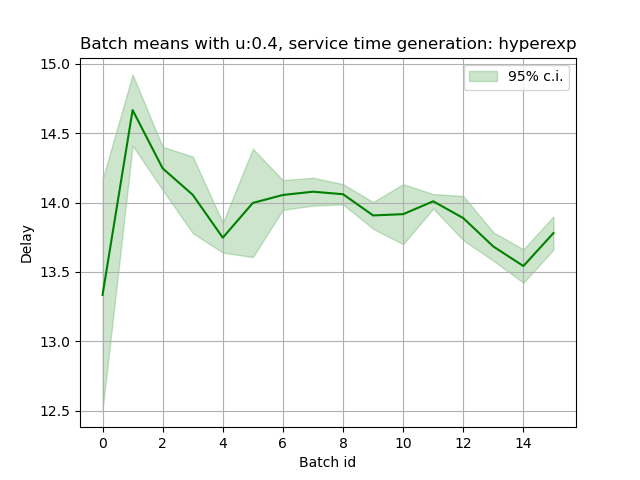 Batch means with u:0.4, service time generation: hyperexp
95% c.i.
15.0
14.5
14.0
13.5
13.0
12.5
Delay
0 2 4 6 8 10 12 14
Batch id